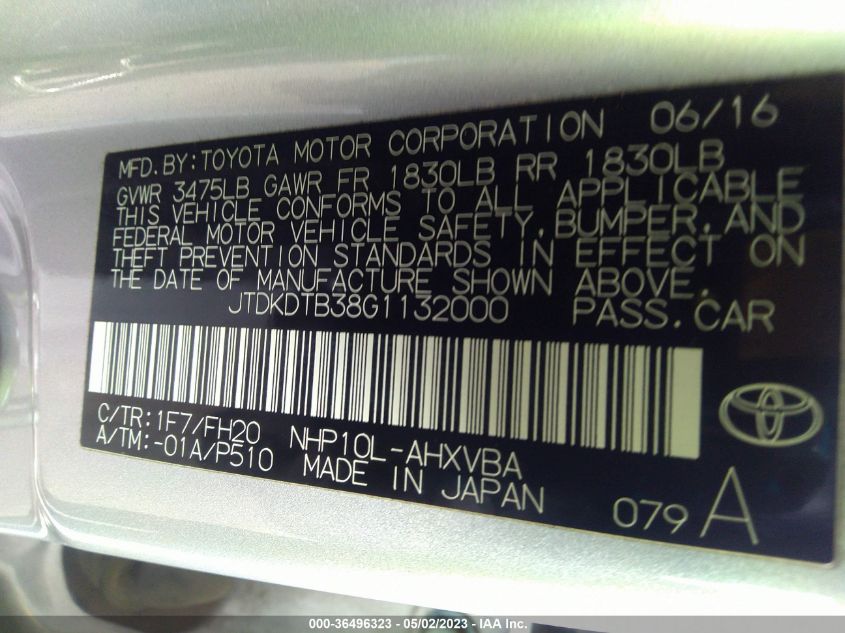 MFD. BY: TOYOTA MOTOR CORPORATION 06/16
GVWR 3475LB GAWR FR 1830LB RR 1830LB
THIS VEHICLE CONFORMS TO ALL APPLICABLE
FEDERAL MOTOR VEHICLE SAFETY, BUMPER, AND
THEFT PREVENTION STANDARDS IN EFFECT ON
THE DATE OF MANUFACTURE SHOWN ABOVE.
JTDKDTB38G1132000 PASS. CAR
C/TR: 1F7/FH20 NHP10L-AHXVBA
A/TM: -01A/P510 MADE IN JAPAN
079 A
000-36496323 - 05/02/2023 - IAA Inc.